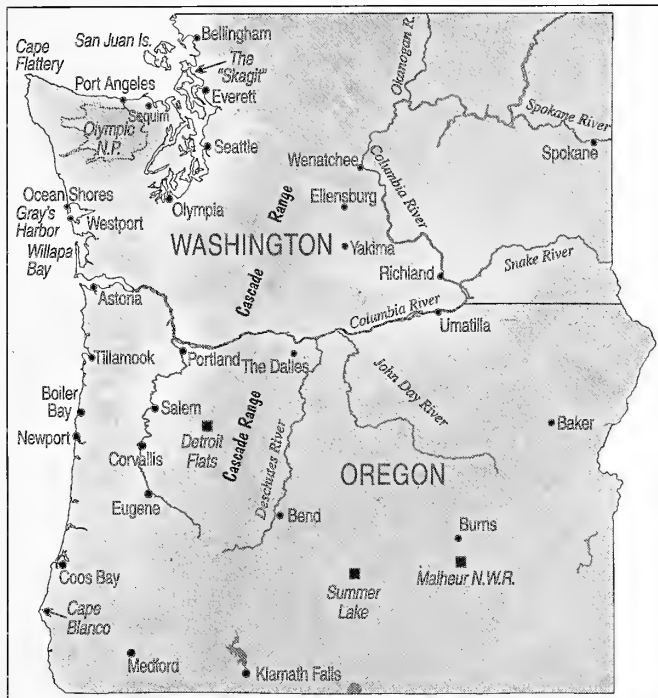 San Juan Is.
Bellingham
Cape
Flattery
The
"Skagit"
Okanogan R.
Port Angeles
Everett
Sequim
Olympic
N.P.
Spokane River
Seattle
Spokane
Wenatchee
Columbia River
Ocean Shores
Olympia
Ellensburg
Gray's
Harbor
Westport
Cascade Range
WASHINGTON
Yakima
Willapa
Bay
Richland
Snake River
Astoria
Columbia River
Umatilla
Tillamook
Portland
The Dalles
John Day River
Boiler
Bay
Salem
Cascade Range
Baker
Newport
Detroit
Flats
Deschutes River
Corvallis
OREGON
Eugene
Bend
Burns
Coos Bay
Summer
Lake
Malheur N.W.R.
Cape
Blanco
Medford
Klamath Falls